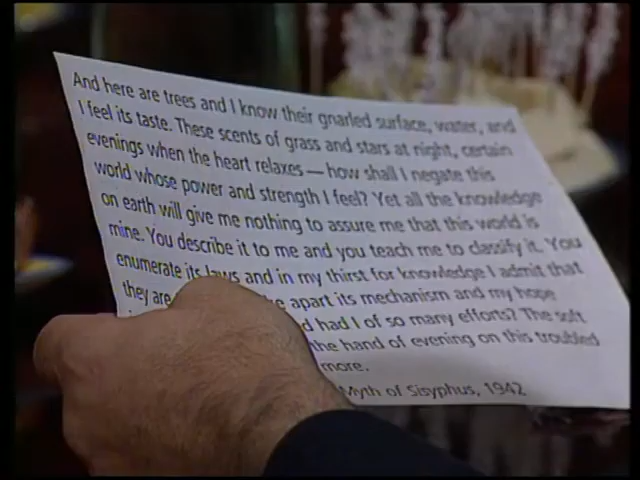 And here are trees and I know their gnarled surface, water, and
I feel its taste. These scents of grass and stars at night, certain
evenings when the heart relaxes — how shall I negate this
world whose power and strength I feel? Yet all the knowledge
on earth will give me nothing to assure me that this world is
mine. You describe it to me and you teach me to classify it. You
enumerate its laws and in my thirst for knowledge I admit that
they are apart its mechanism and my hope
had I of so many efforts? The soft
the hand of evening on this troubled
more.
Myth of Sisyphus, 1942